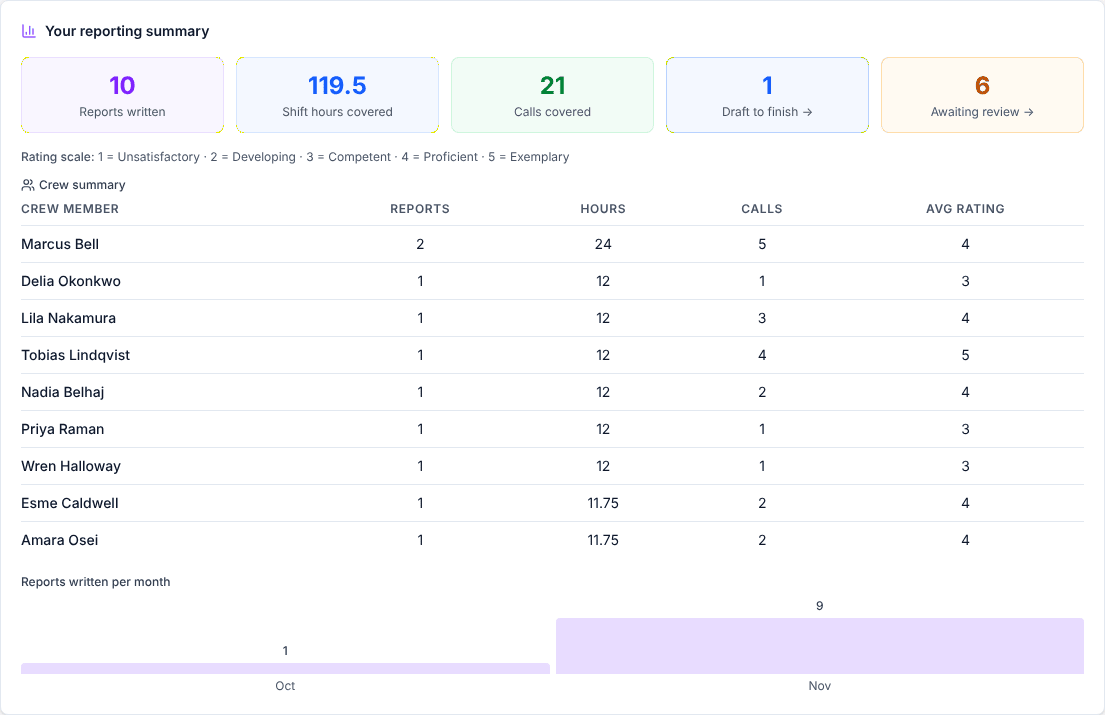 Your reporting summary
10 119.5 21 1 6
Reports written Shift hours covered Calls covered Draft to finish → Awaiting review →
Rating scale: 1 = Unsatisfactory · 2 = Developing · 3 = Competent · 4 = Proficient · 5 = Exemplary
Crew summary
CREW MEMBER REPORTS HOURS CALLS AVG RATING
Marcus Bell 2 24 5 4
Delia Okonkwo 1 12 1 3
Lila Nakamura 1 12 3 4
Tobias Lindqvist 1 12 4 5
Nadia Belhaj 1 12 2 4
Priya Raman 1 12 1 3
Wren Halloway 1 12 1 3
Esme Caldwell 1 11.75 2 4
Amara Osei 1 11.75 2 4
Reports written per month
1 9
Oct Nov